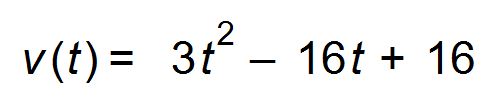 v(t) = 3t² – 16t + 16